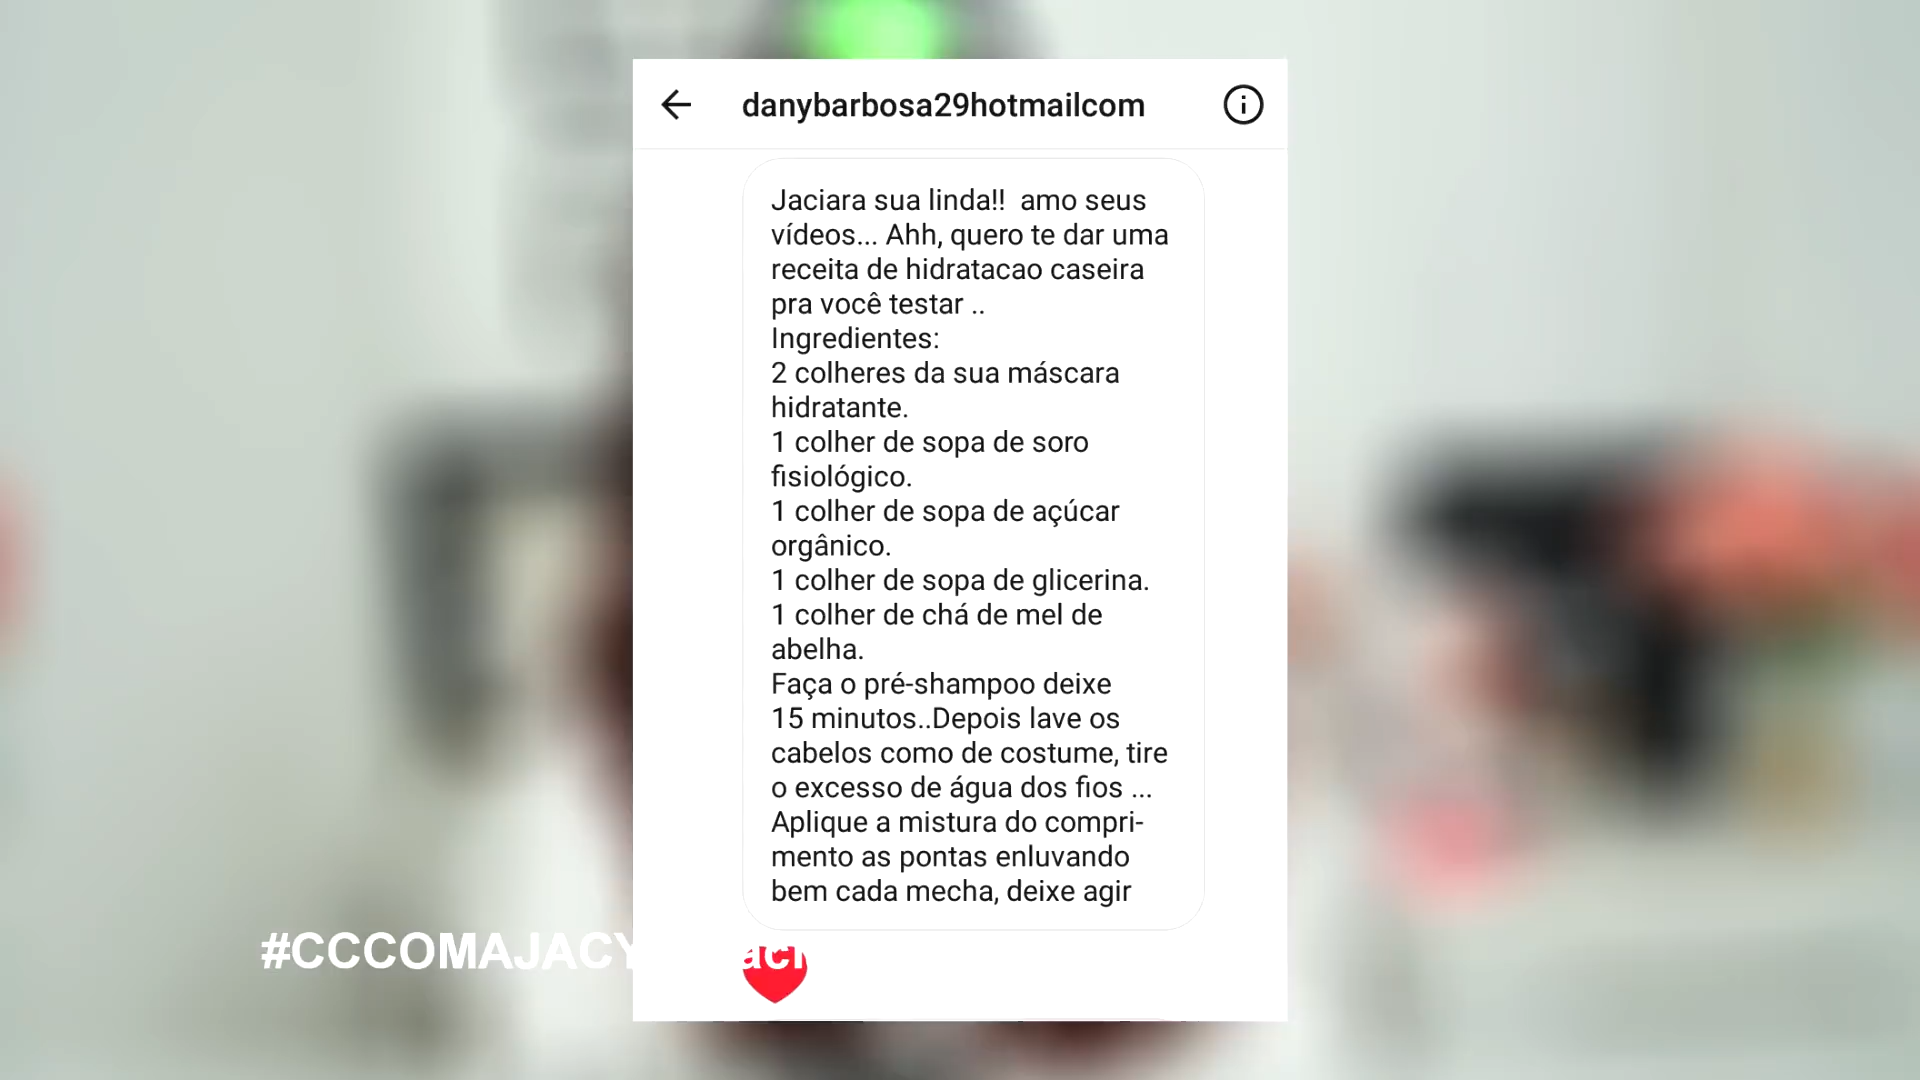 danybarbosa29hotmailcom
Jaciara sua linda!! amo seus
vídeos... Ahh, quero te dar uma
receita de hidratacao caseira
pra você testar ..
Ingredientes:
2 colheres da sua máscara
hidratante.
1 colher de sopa de soro
fisiológico.
1 colher de sopa de açúcar
orgânico.
1 colher de sopa de glicerina.
1 colher de chá de mel de
abelha.
Faça o pré-shampoo deixe
15 minutos..Depois lave os
cabelos como de costume, tire
o excesso de água dos fios ...
Aplique a mistura do compri-
mento as pontas enluvando
bem cada mecha, deixe agir
#CCCOMAJACY